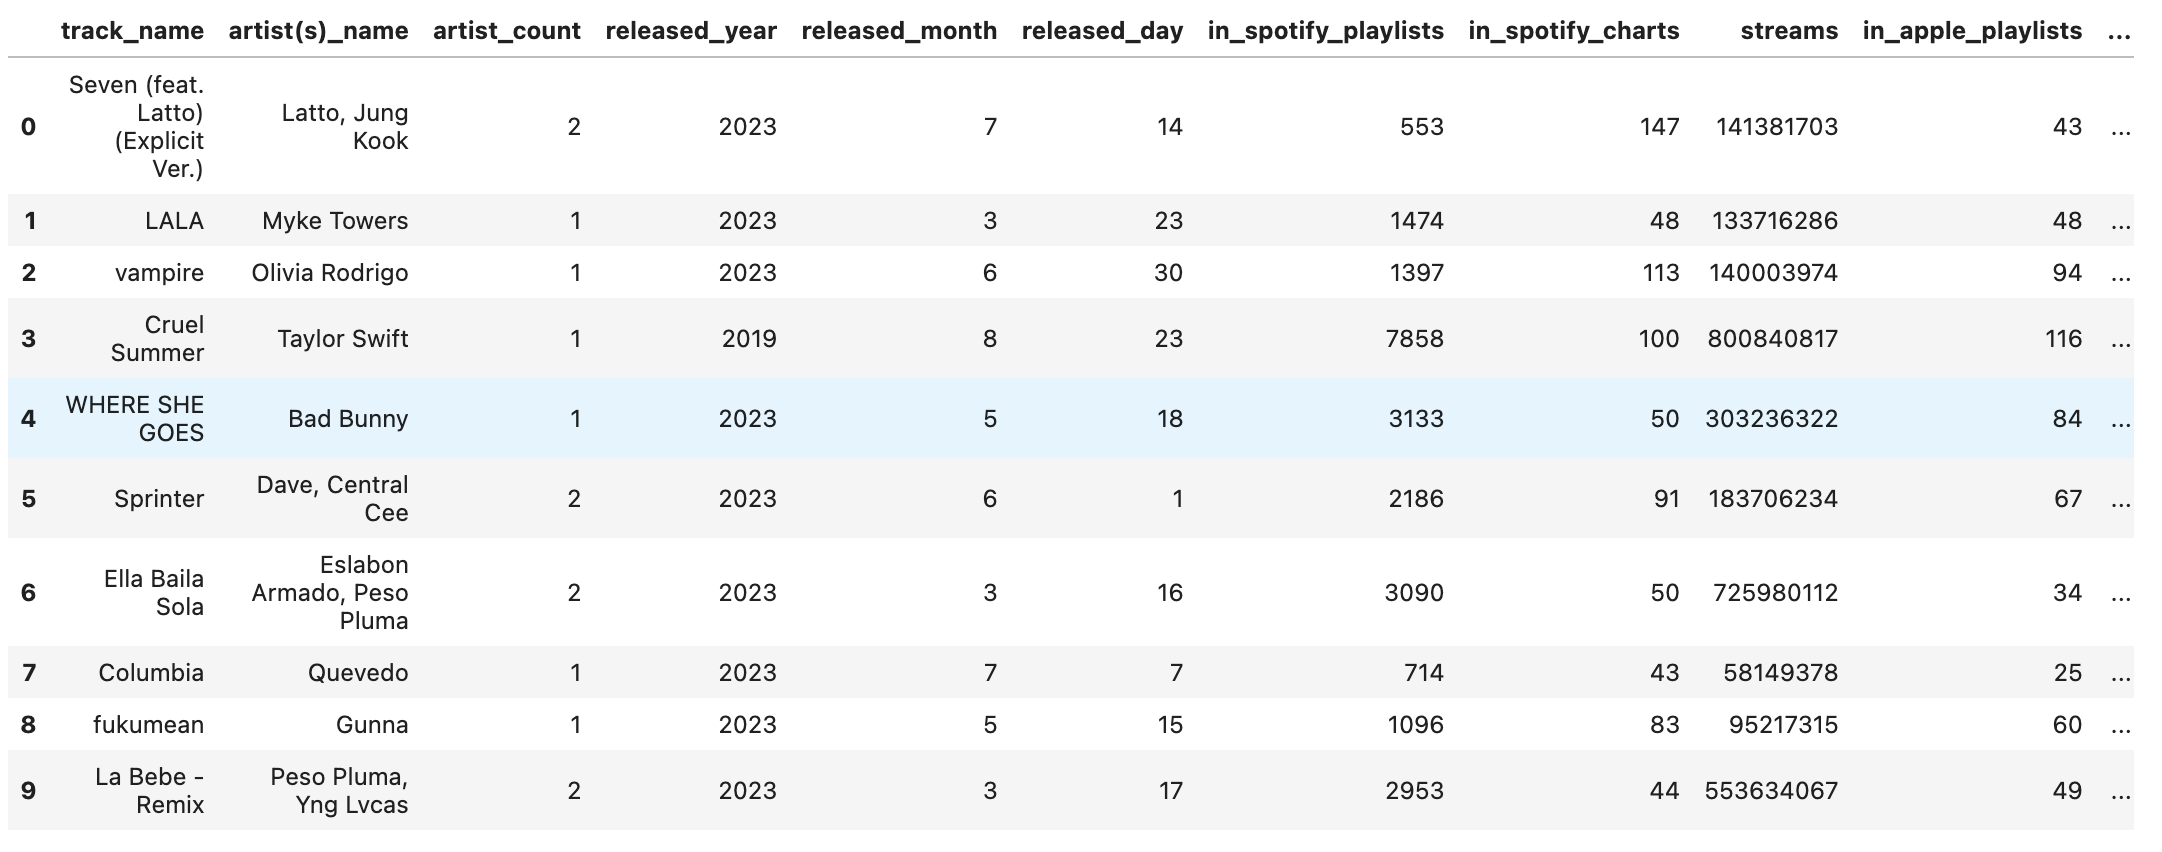 track_name artist(s)_name artist_count released_year released_month released_day in_spotify_playlists in_spotify_charts streams in_apple_playlists ...
0 Seven (feat. Latto) (Explicit Ver.) Latto, Jung Kook 2 2023 7 14 553 147 141381703 43 ...
1 LALA Myke Towers 1 2023 3 23 1474 48 133716286 48 ...
2 vampire Olivia Rodrigo 1 2023 6 30 1397 113 140003974 94 ...
3 Cruel Summer Taylor Swift 1 2019 8 23 7858 100 800840817 116 ...
4 WHERE SHE GOES Bad Bunny 1 2023 5 18 3133 50 303236322 84 ...
5 Sprinter Dave, Central Cee 2 2023 6 1 2186 91 183706234 67 ...
6 Ella Baila Sola Eslabon Armado, Peso Pluma 2 2023 3 16 3090 50 725980112 34 ...
7 Columbia Quevedo 1 2023 7 7 714 43 58149378 25 ...
8 fukumean Gunna 1 2023 5 15 1096 83 95217315 60 ...
9 La Bebe - Remix Peso Pluma, Yng Lvcas 2 2023 3 17 2953 44 553634067 49 ...